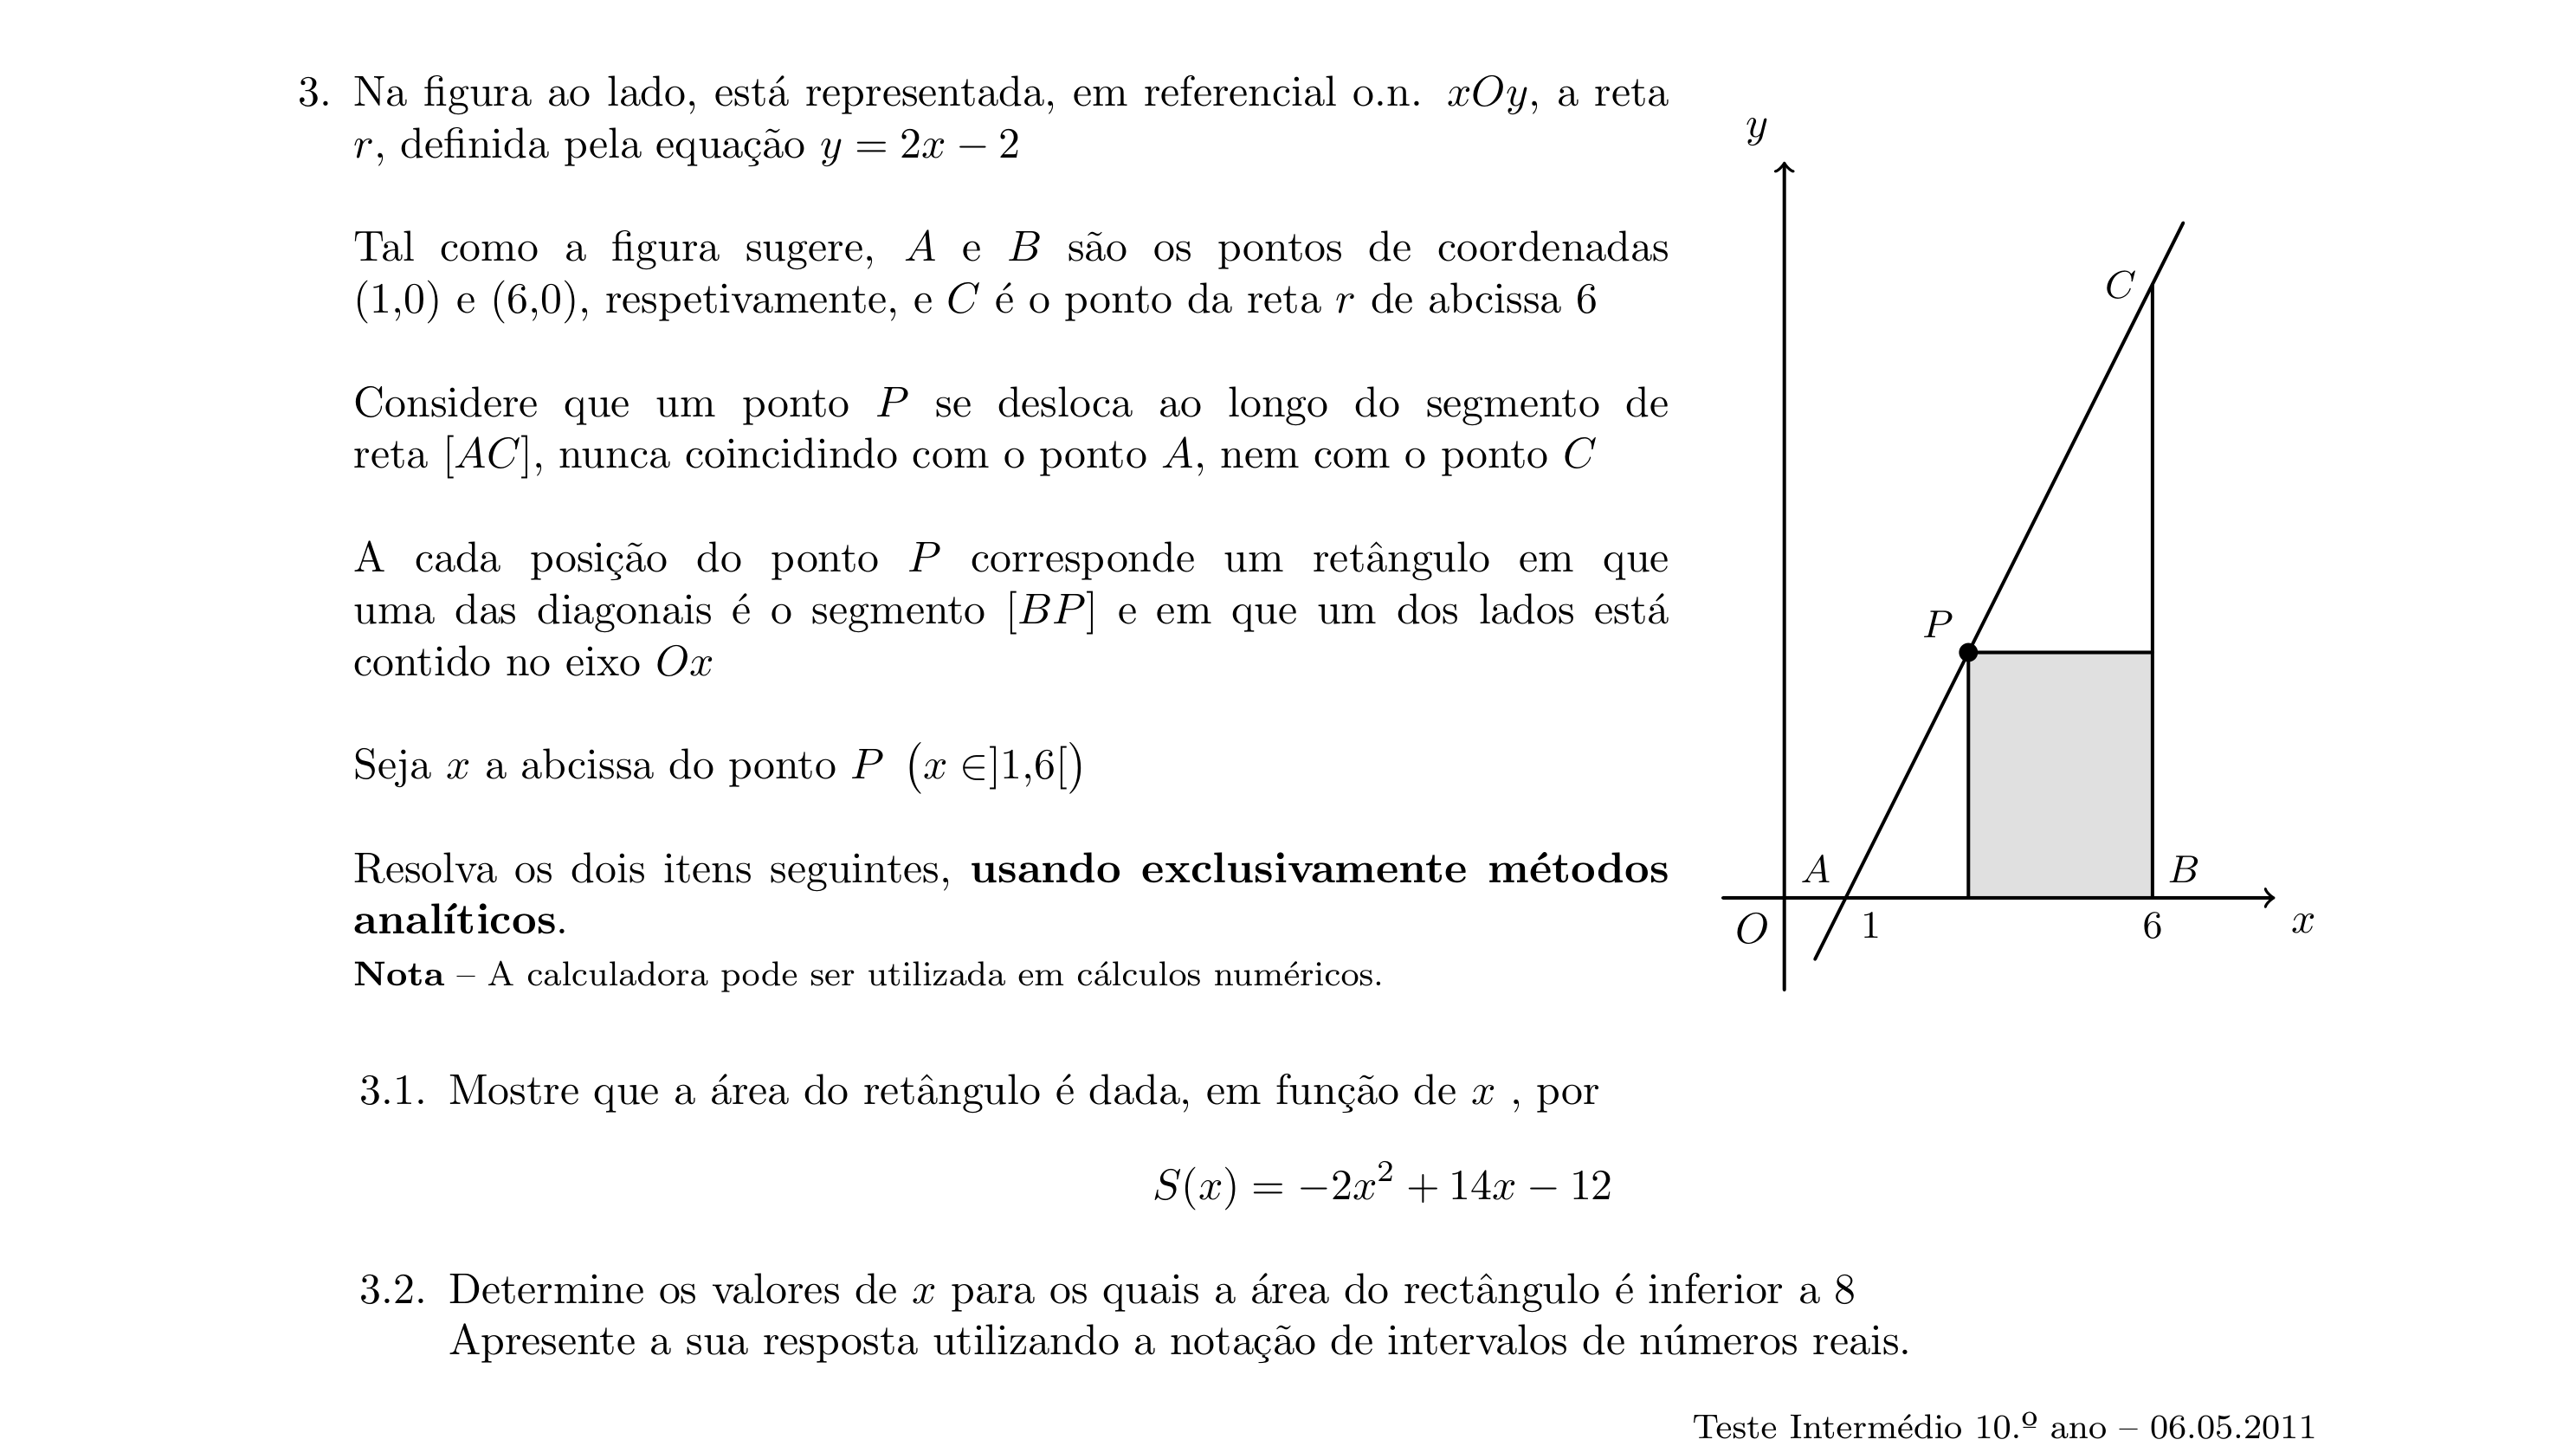 3. Na figura ao lado, está representada, em referencial o.n. xOy, a reta
r, definida pela equação y = 2x − 2
Tal como a figura sugere, A e B são os pontos de coordenadas
(1,0) e (6,0), respetivamente, e C é o ponto da reta r de abcissa 6
Considere que um ponto P se desloca ao longo do segmento de
reta [AC], nunca coincidindo com o ponto A, nem com o ponto C
A cada posição do ponto P corresponde um retângulo em que
uma das diagonais é o segmento [BP] e em que um dos lados está
contido no eixo Ox
Seja x a abcissa do ponto P (x ∈]1,6[)
Resolva os dois itens seguintes, usando exclusivamente métodos
analíticos.
Nota – A calculadora pode ser utilizada em cálculos numéricos.
y
C
P
A
B
O
1
6
x
3.1. Mostre que a área do retângulo é dada, em função de x , por
S(x) = −2x² + 14x − 12
3.2. Determine os valores de x para os quais a área do rectângulo é inferior a 8
Apresente a sua resposta utilizando a notação de intervalos de números reais.
Teste Intermédio 10.º ano – 06.05.2011